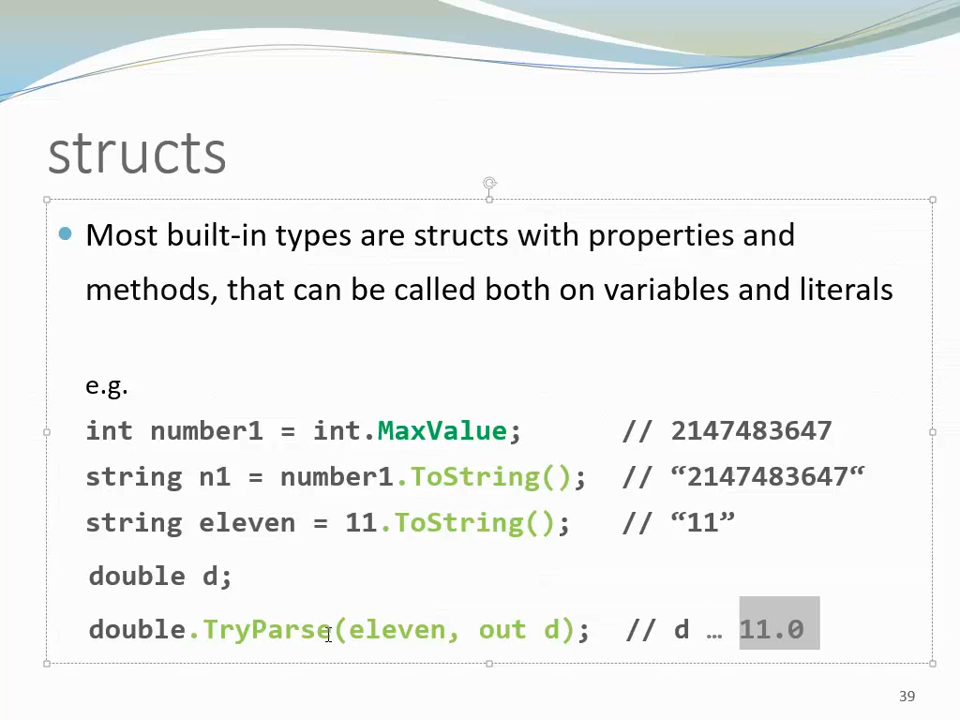 structs
Most built-in types are structs with properties and
methods, that can be called both on variables and literals
e.g.
int number1 = int.MaxValue; // 2147483647
string n1 = number1.ToString(); // “2147483647“
string eleven = 11.ToString(); // “11”
double d;
double.TryParse(eleven, out d); // d … 11.0
39